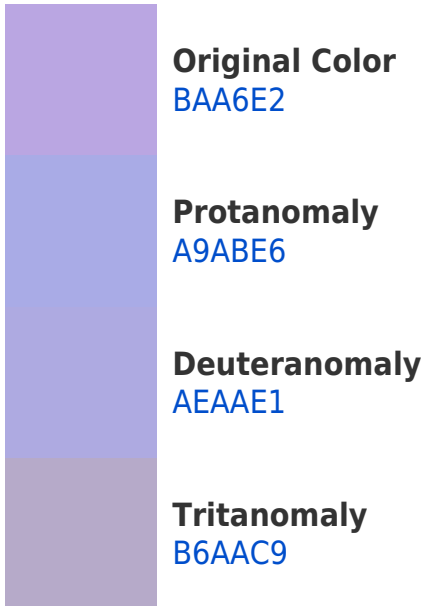 Original Color
BAA6E2
Protanomaly
A9ABE6
Deuteranomaly
AEAAE1
Tritanomaly
B6AAC9